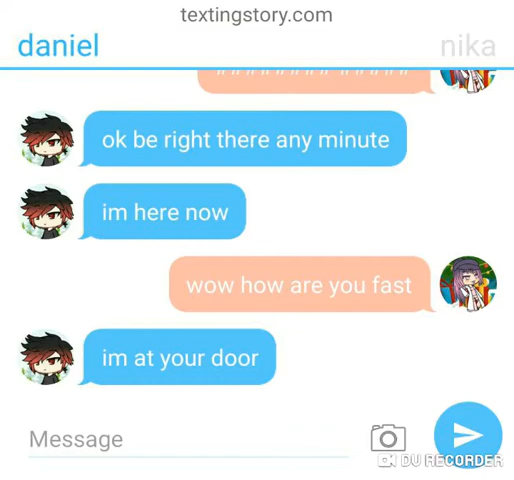 textingstory.com
daniel
nika
ok be right there any minute
im here now
wow how are you fast
im at your door
Message
DU RECORDER